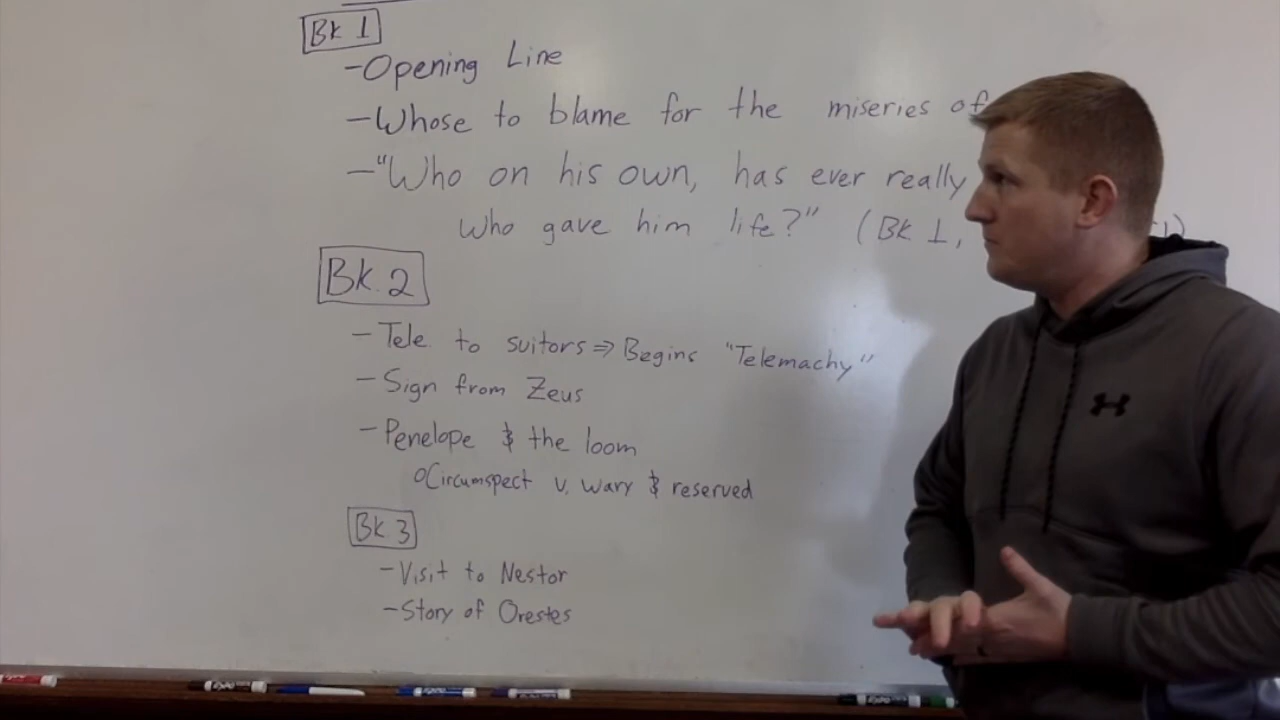 Bk 1
-Opening Line
-Whose to blame for the miseries of
-"Who on his own, has ever really
who gave him life?" (Bk 1,
Bk. 2
-Tele. to suitors ⇒ Begins "Telemachy"
-Sign from Zeus
-Penelope & the loom
oCircumspect v. wary & reserved
Bk. 3
-Visit to Nestor
-Story of Orestes